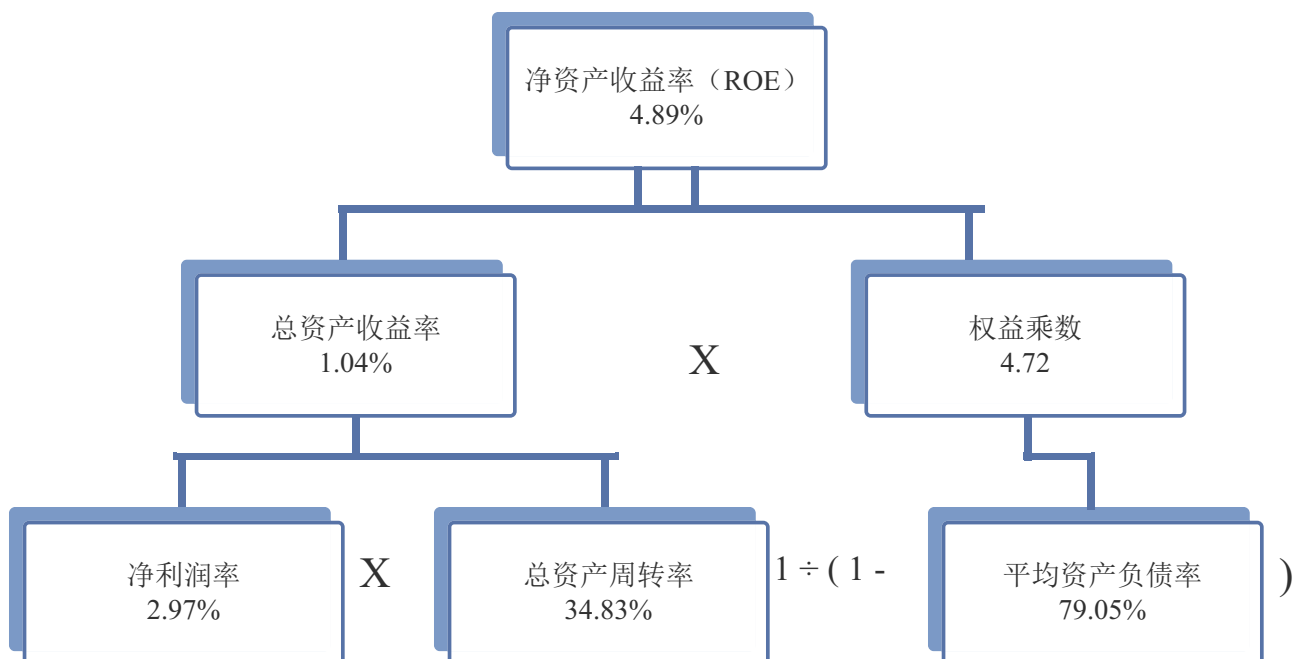 净资产收益率（ROE）
4.89%
总资产收益率
1.04%
X
权益乘数
4.72
净利润率
2.97%
X
总资产周转率
34.83%
1 ÷ ( 1 -
平均资产负债率
79.05%
)